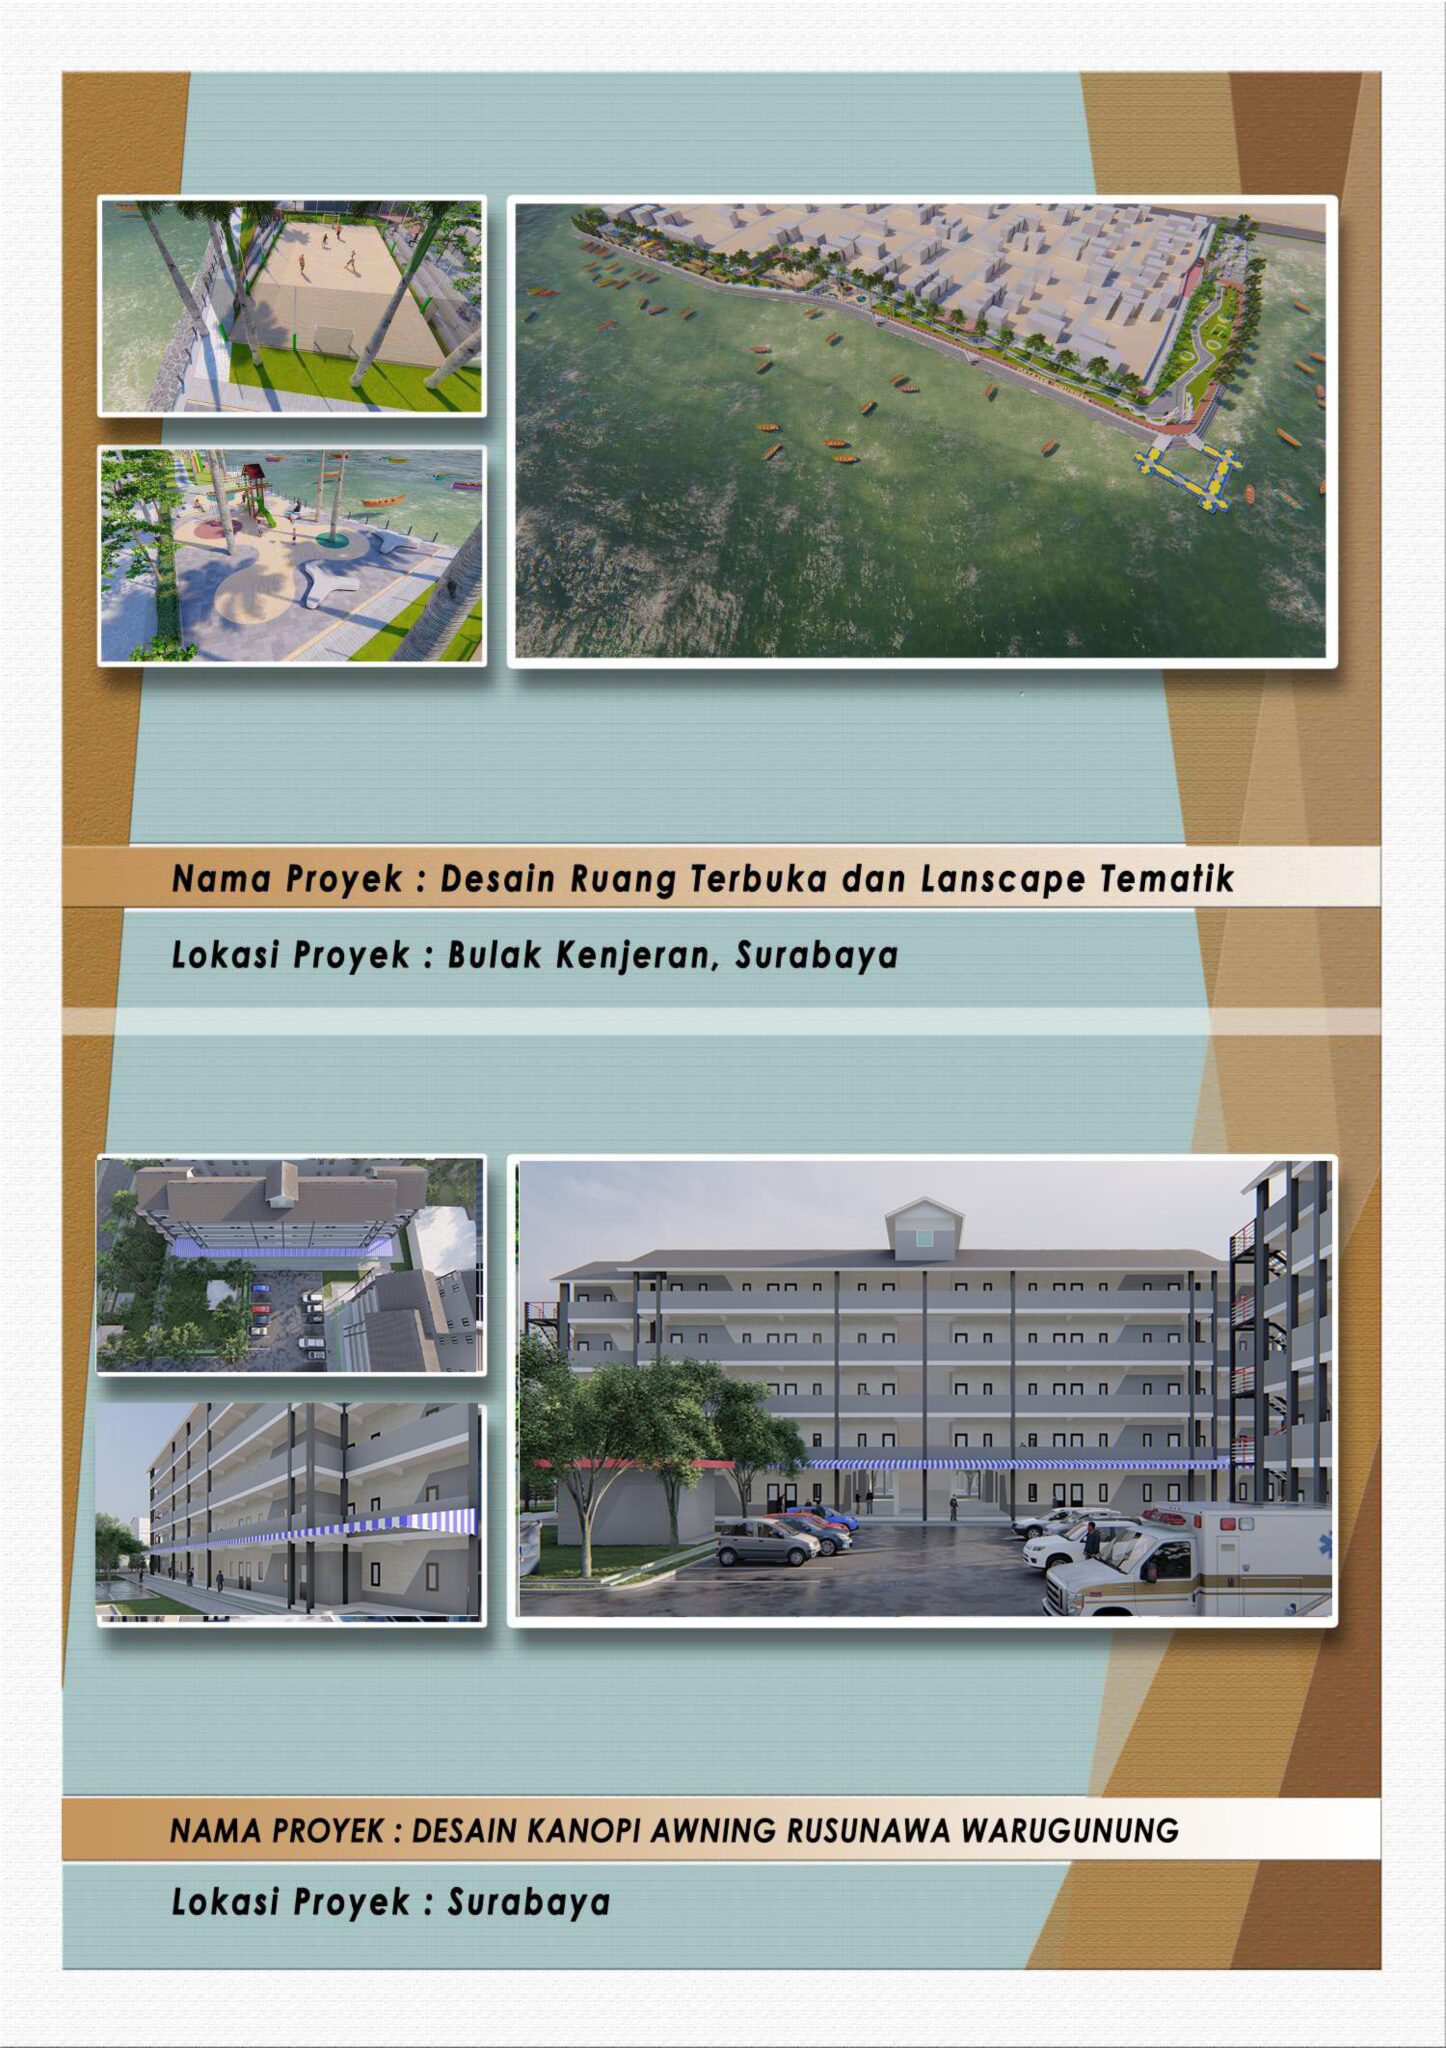 Nama Proyek : Desain Ruang Terbuka dan Lanscape Tematik
Lokasi Proyek : Bulak Kenjeran, Surabaya
NAMA PROYEK : DESAIN KANOPI AWNING RUSUNAWA WARUGUNUNG
Lokasi Proyek : Surabaya